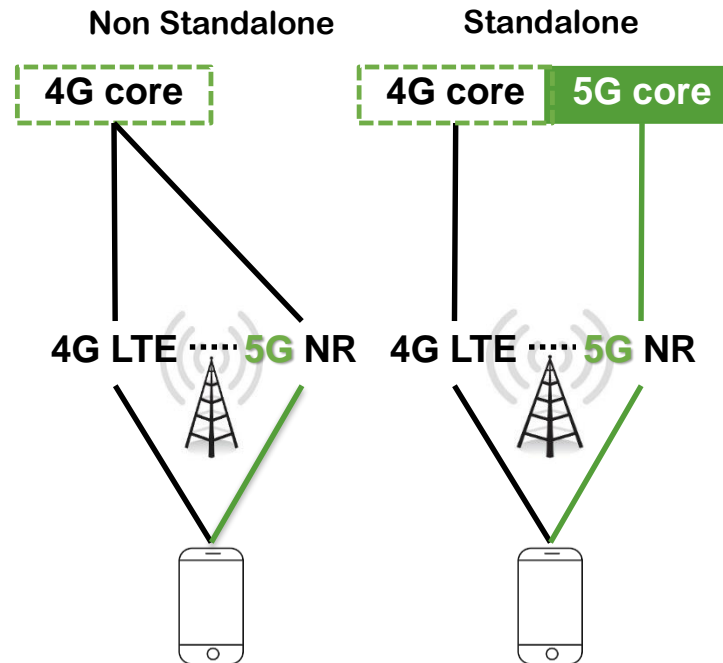 Non Standalone
Standalone
4G core
4G core
5G core
4G LTE ····· 5G NR
4G LTE ····· 5G NR